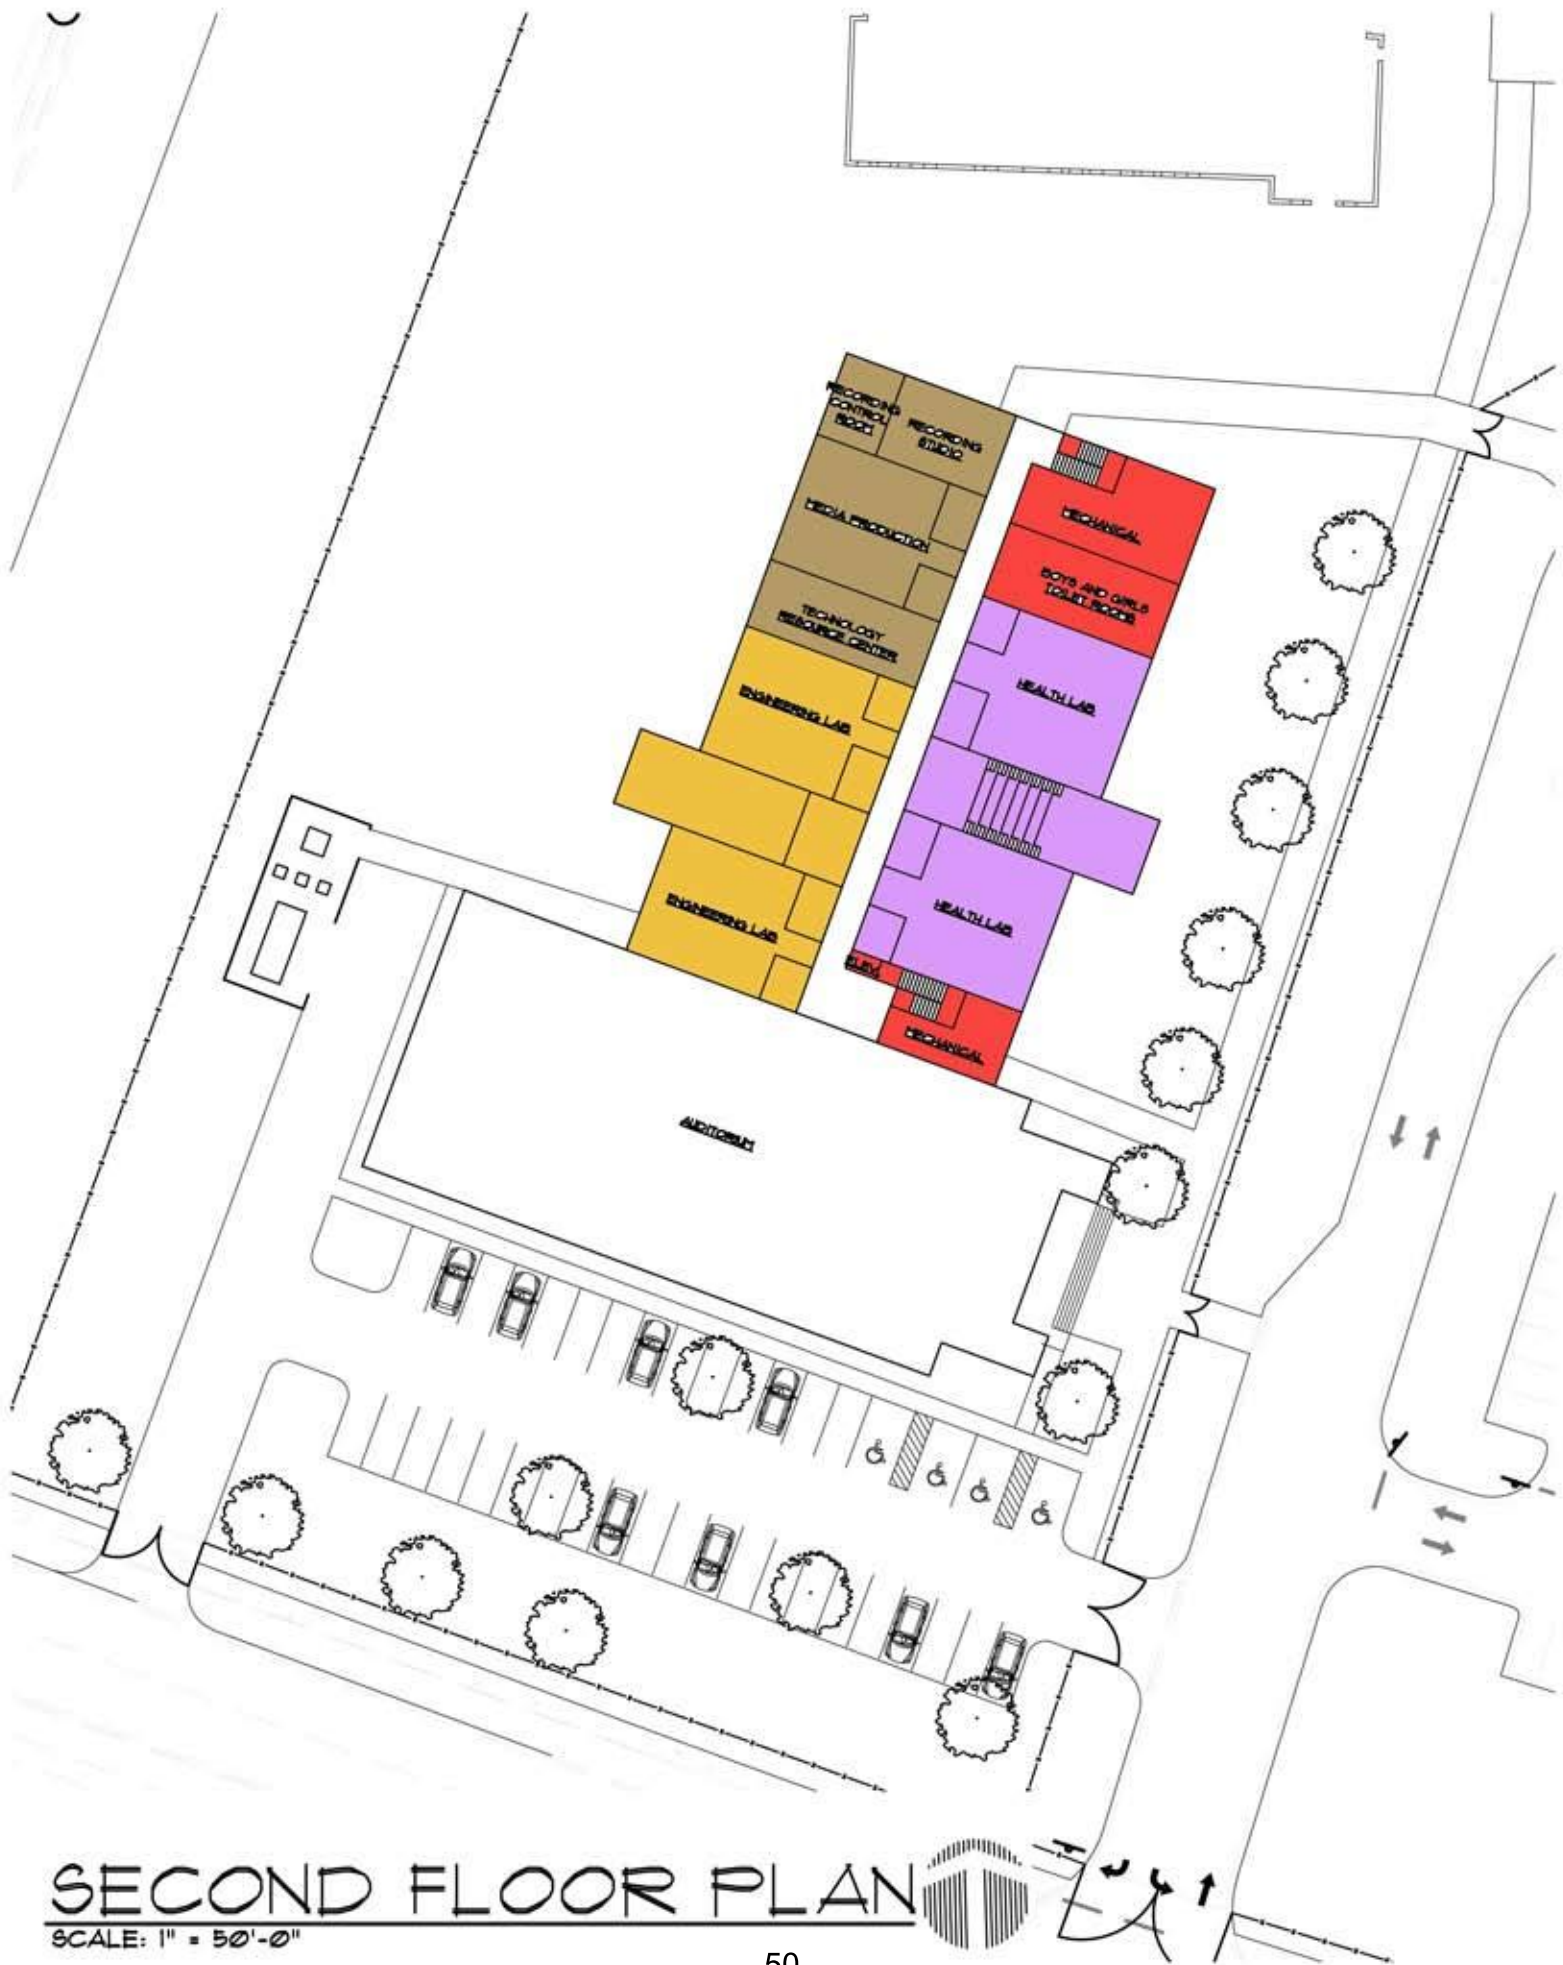 RECORDING
CONTROL
ROOM
RECORDING
STUDIO
MECHANICAL
MEDIA PRODUCTION
BOYS AND GIRLS
TOILET ROOMS
TECHNOLOGY
RESOURCE CENTER
HEALTH LAB
ENGINEERING LAB
ENGINEERING LAB
HEALTH LAB
ELEV.
MECHANICAL
AUDITORIUM
SECOND FLOOR PLAN
SCALE: 1" = 50'-0"
50